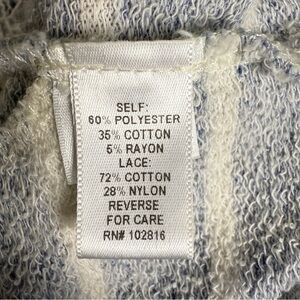 SELF:
60% POLYESTER
35% COTTON
5% RAYON
LACE:
72% COTTON
28% NYLON
REVERSE
FOR CARE
RN# 102816